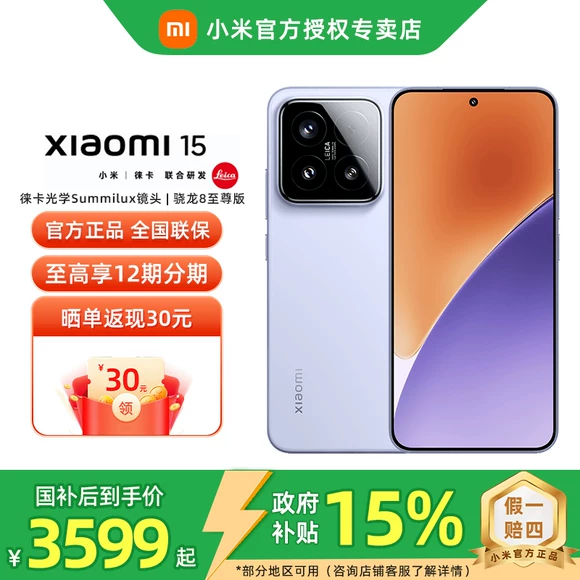 小米官方授权专卖店
xiaomi 15
小米 | 徕卡 联合研发 Leica
徕卡光学Summilux镜头 | 骁龙8至尊版
官方正品 全国联保
至高享12期分期
晒单返现30元
¥30元
领
LEICA
xiaomi
国补后到手价
¥3599起
政府补贴 15%
*部分地区可用(咨询店铺客服了解详情)
假一赔四
小米官方正品